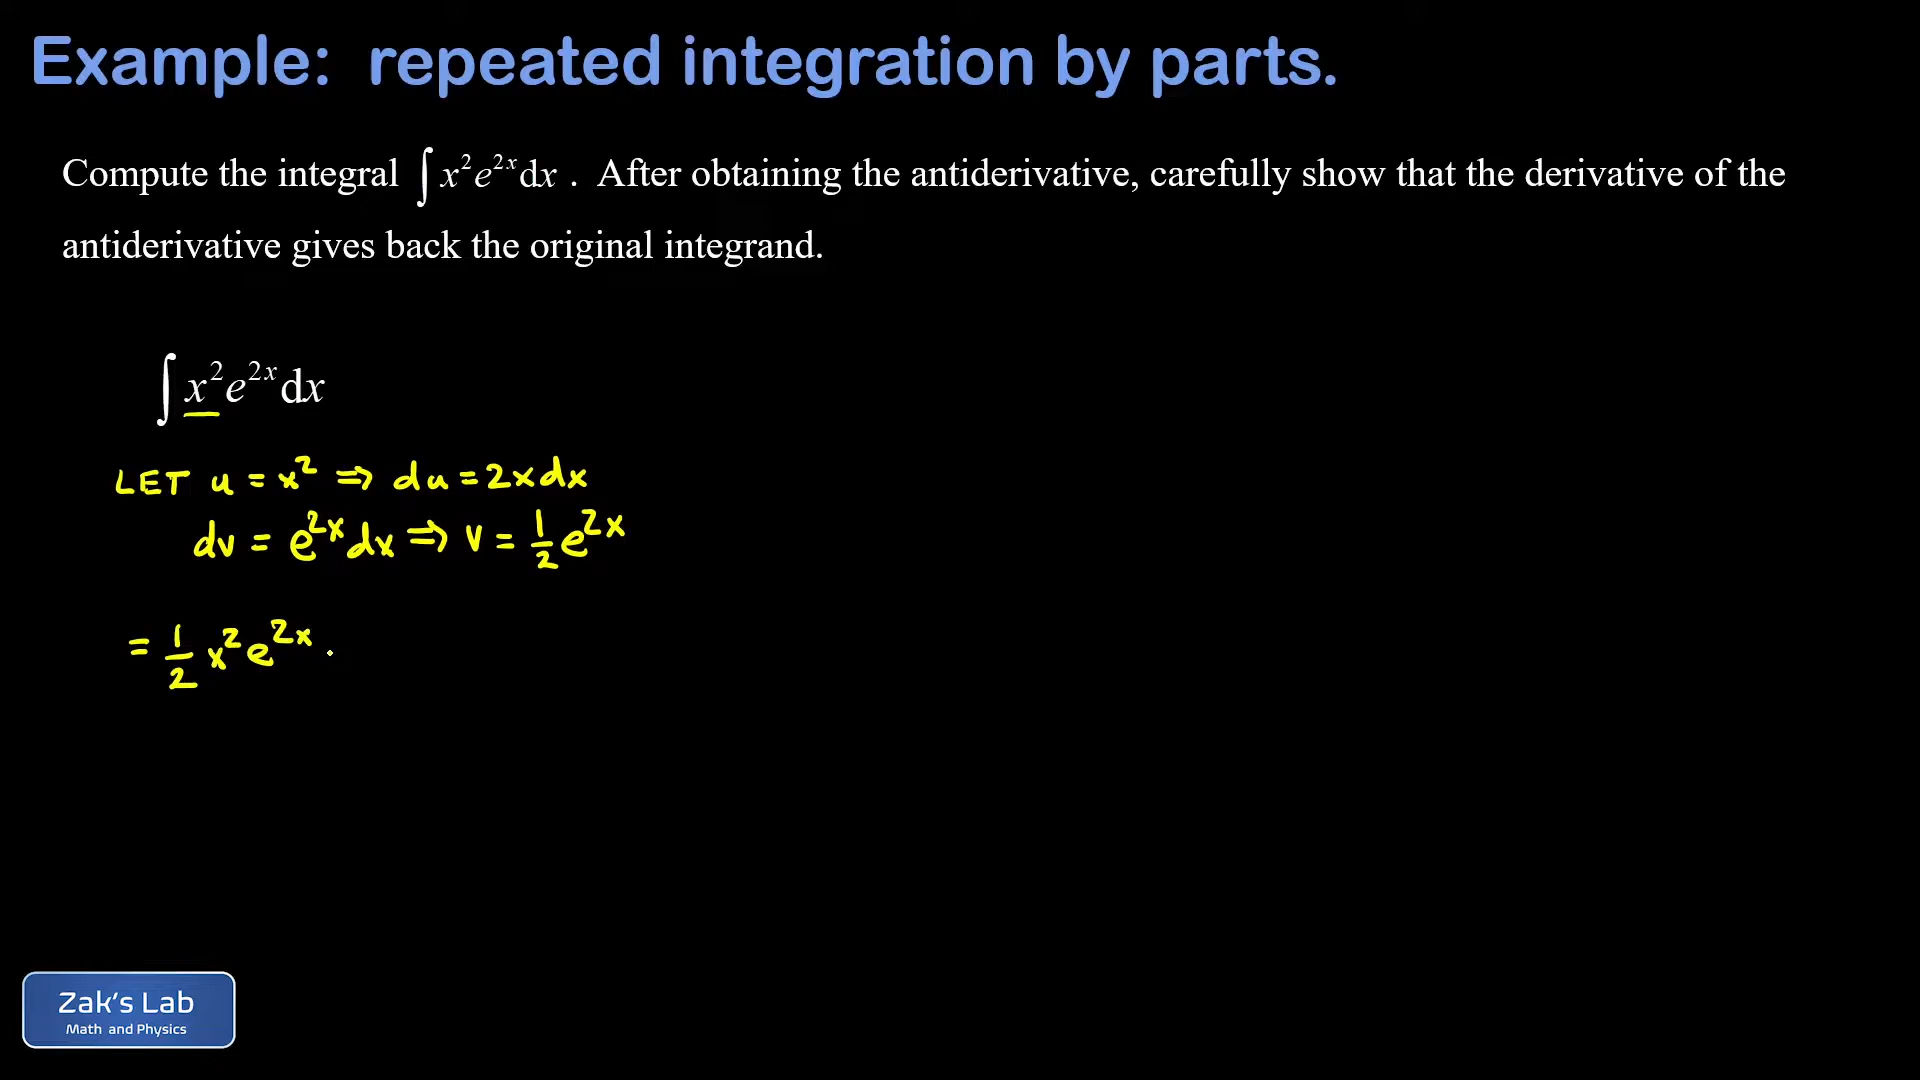 Example: repeated integration by parts.
Compute the integral ∫x²e²ˣdx . After obtaining the antiderivative, carefully show that the derivative of the
antiderivative gives back the original integrand.
∫x²e²ˣdx
LET u = x² ⇒ du = 2xdx
dv = e²ˣdx ⇒ v = ½e²ˣ
= ½x²e²ˣ
Zak's Lab
Math and Physics